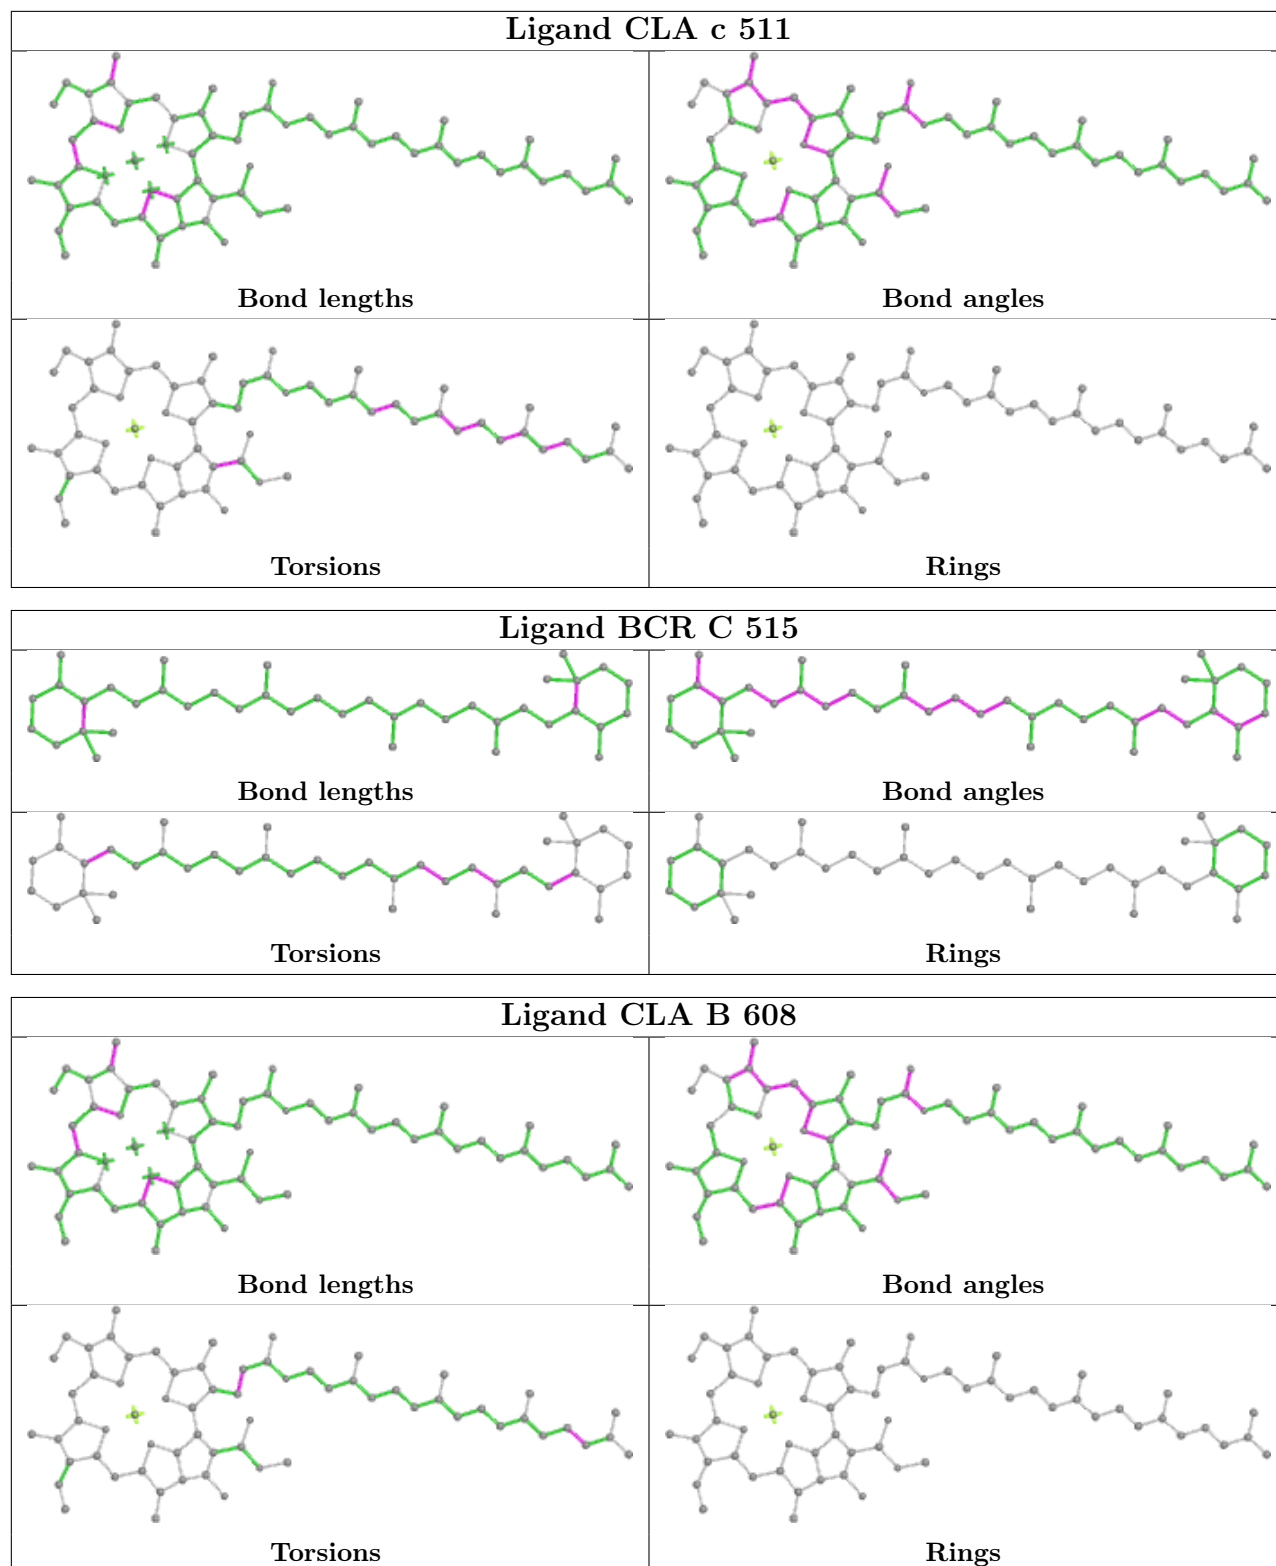 Ligand CLA c 511
Bond lengths
Bond angles
Torsions
Rings
Ligand BCR C 515
Bond lengths
Bond angles
Torsions
Rings
Ligand CLA B 608
Bond lengths
Bond angles
Torsions
Rings